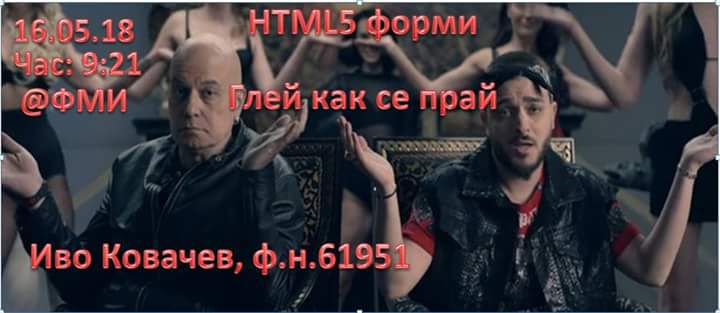 16.05.18
Час: 9:21
@ФМИ
HTML5 форми
Глей как се прай
Иво Ковачев, ф.н.61951